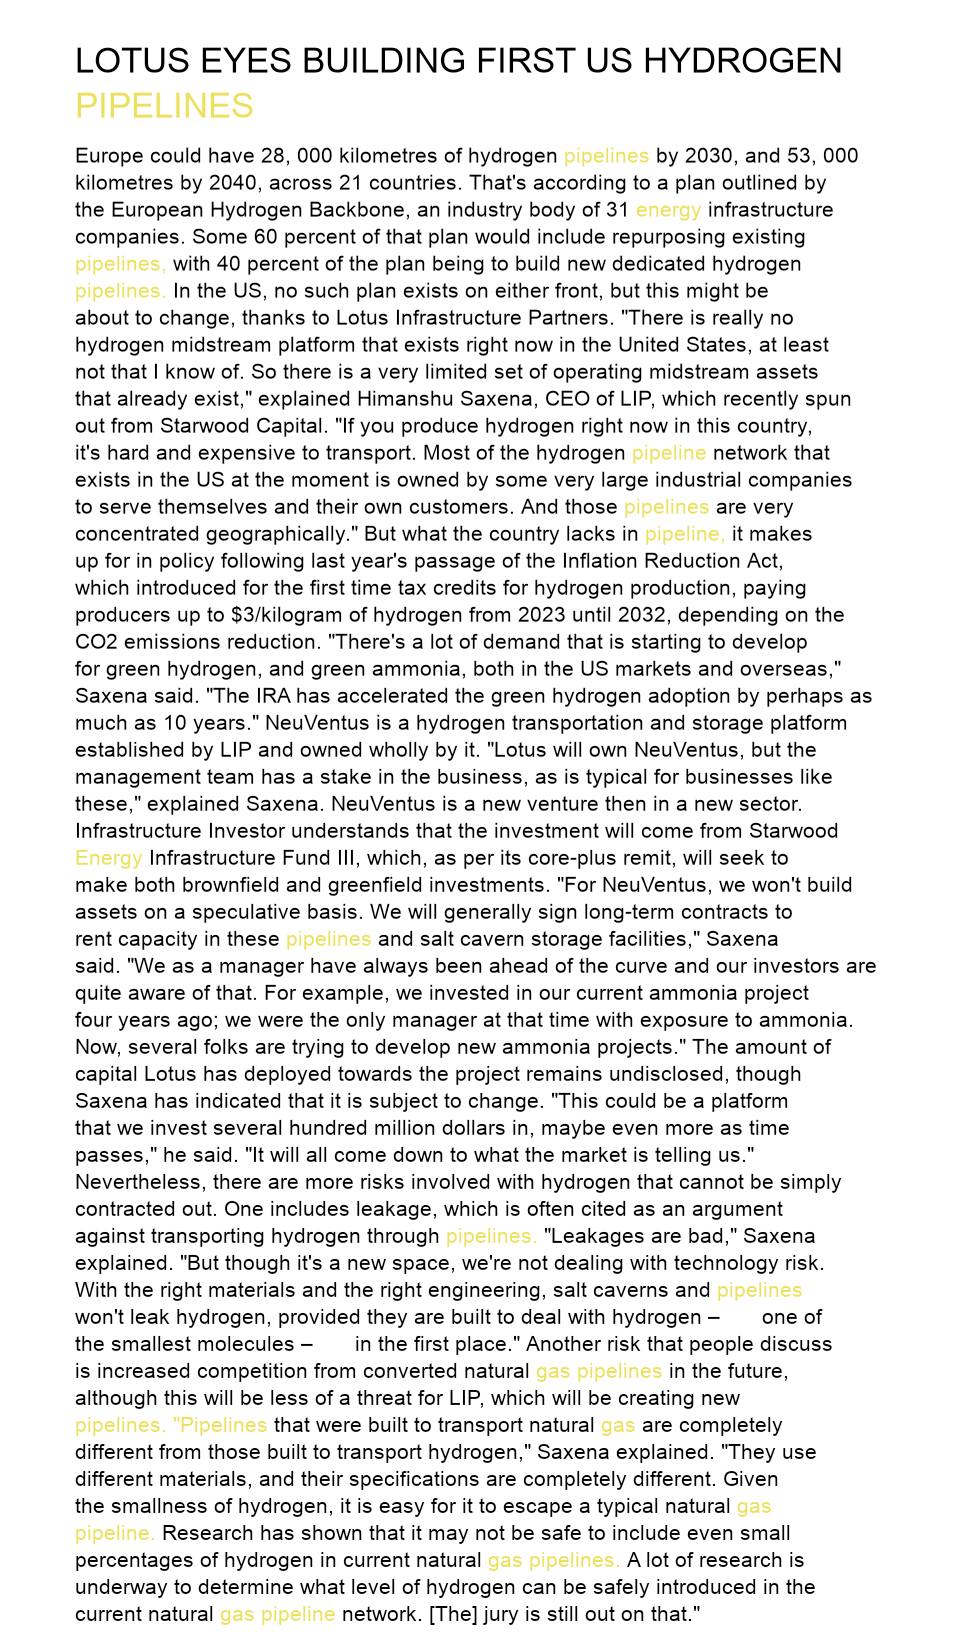 LOTUS EYES BUILDING FIRST US HYDROGEN
PIPELINES
Europe could have 28, 000 kilometres of hydrogen pipelines by 2030, and 53, 000
kilometres by 2040, across 21 countries. That's according to a plan outlined by
the European Hydrogen Backbone, an industry body of 31 energy infrastructure
companies. Some 60 percent of that plan would include repurposing existing
pipelines, with 40 percent of the plan being to build new dedicated hydrogen
pipelines. In the US, no such plan exists on either front, but this might be
about to change, thanks to Lotus Infrastructure Partners. "There is really no
hydrogen midstream platform that exists right now in the United States, at least
not that I know of. So there is a very limited set of operating midstream assets
that already exist," explained Himanshu Saxena, CEO of LIP, which recently spun
out from Starwood Capital. "If you produce hydrogen right now in this country,
it's hard and expensive to transport. Most of the hydrogen pipeline network that
exists in the US at the moment is owned by some very large industrial companies
to serve themselves and their own customers. And those pipelines are very
concentrated geographically." But what the country lacks in pipeline, it makes
up for in policy following last year's passage of the Inflation Reduction Act,
which introduced for the first time tax credits for hydrogen production, paying
producers up to $3/kilogram of hydrogen from 2023 until 2032, depending on the
CO2 emissions reduction. "There's a lot of demand that is starting to develop
for green hydrogen, and green ammonia, both in the US markets and overseas,"
Saxena said. "The IRA has accelerated the green hydrogen adoption by perhaps as
much as 10 years." NeuVentus is a hydrogen transportation and storage platform
established by LIP and owned wholly by it. "Lotus will own NeuVentus, but the
management team has a stake in the business, as is typical for businesses like
these," explained Saxena. NeuVentus is a new venture then in a new sector.
Infrastructure Investor understands that the investment will come from Starwood
Energy Infrastructure Fund III, which, as per its core-plus remit, will seek to
make both brownfield and greenfield investments. "For NeuVentus, we won't build
assets on a speculative basis. We will generally sign long-term contracts to
rent capacity in these pipelines and salt cavern storage facilities," Saxena
said. "We as a manager have always been ahead of the curve and our investors are
quite aware of that. For example, we invested in our current ammonia project
four years ago; we were the only manager at that time with exposure to ammonia.
Now, several folks are trying to develop new ammonia projects." The amount of
capital Lotus has deployed towards the project remains undisclosed, though
Saxena has indicated that it is subject to change. "This could be a platform
that we invest several hundred million dollars in, maybe even more as time
passes," he said. "It will all come down to what the market is telling us."
Nevertheless, there are more risks involved with hydrogen that cannot be simply
contracted out. One includes leakage, which is often cited as an argument
against transporting hydrogen through pipelines. "Leakages are bad," Saxena
explained. "But though it's a new space, we're not dealing with technology risk.
With the right materials and the right engineering, salt caverns and pipelines
won't leak hydrogen, provided they are built to deal with hydrogen – one of
the smallest molecules – in the first place." Another risk that people discuss
is increased competition from converted natural gas pipelines in the future,
although this will be less of a threat for LIP, which will be creating new
pipelines. "Pipelines that were built to transport natural gas are completely
different from those built to transport hydrogen," Saxena explained. "They use
different materials, and their specifications are completely different. Given
the smallness of hydrogen, it is easy for it to escape a typical natural gas
pipeline. Research has shown that it may not be safe to include even small
percentages of hydrogen in current natural gas pipelines. A lot of research is
underway to determine what level of hydrogen can be safely introduced in the
current natural gas pipeline network. [The] jury is still out on that."